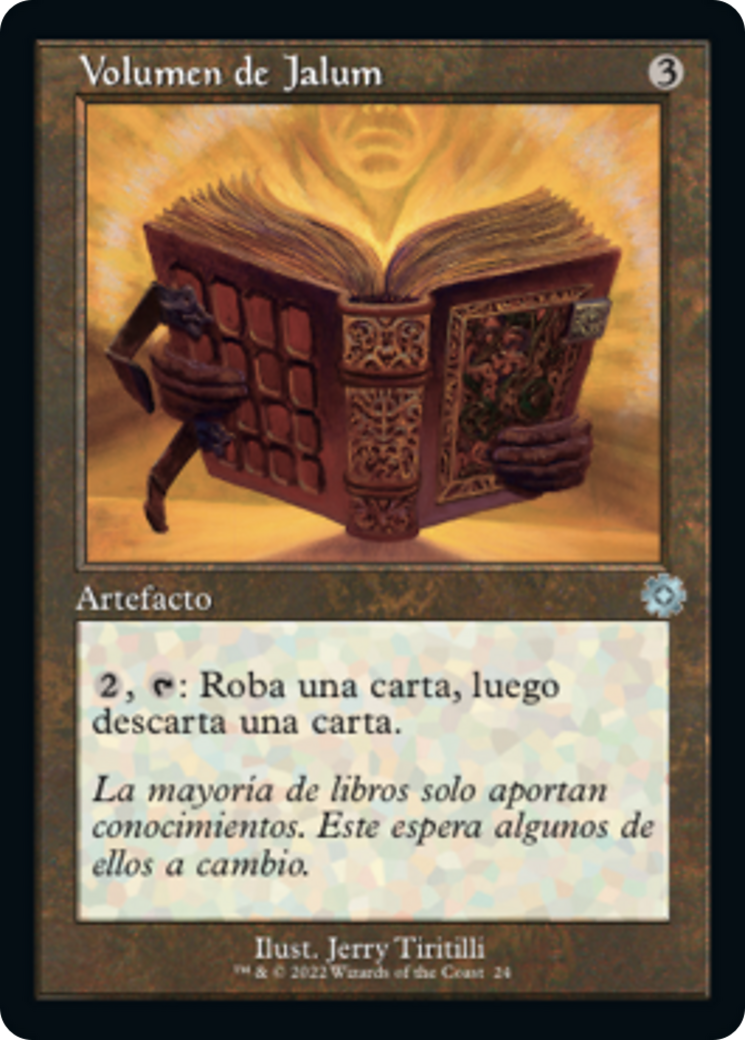 Volumen de Jalum
3
Artefacto
2, T: Roba una carta, luego
descarta una carta.
La mayoría de libros solo aportan
conocimientos. Este espera algunos de
ellos a cambio.
Ilust. Jerry Tiritilli
™ & © 2022 Wizards of the Coast 24